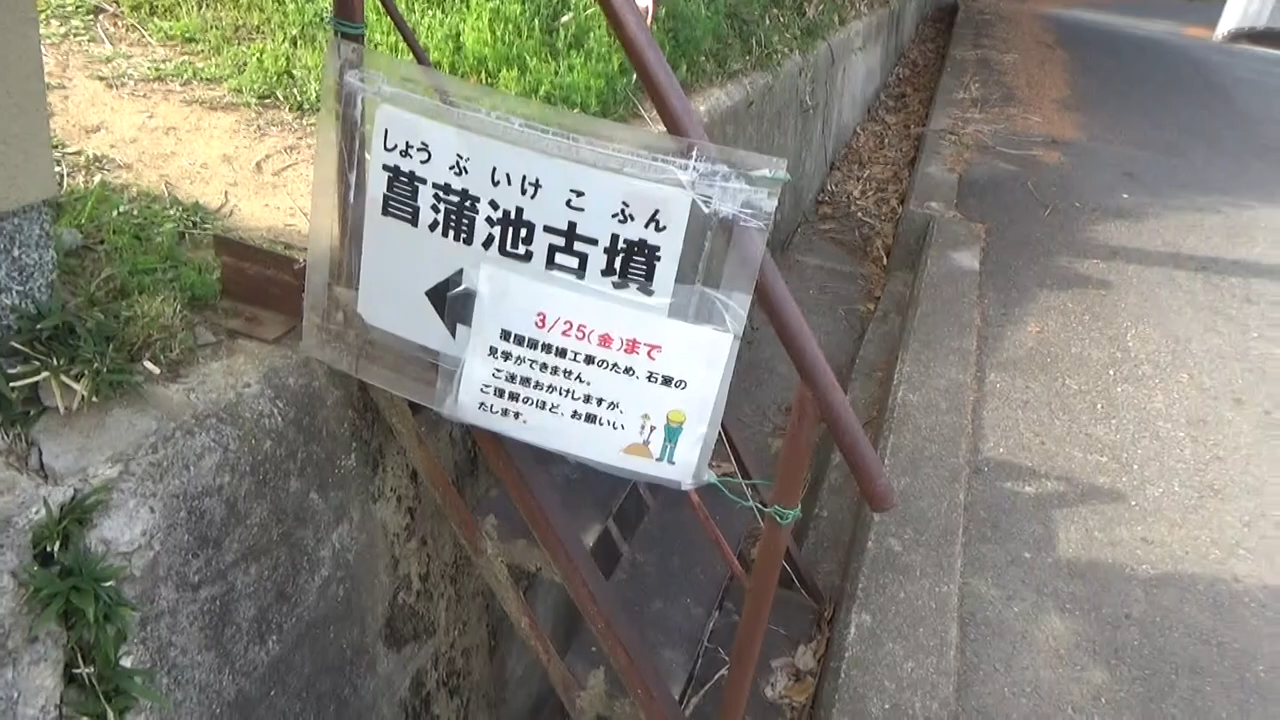 しょう ぶ いけ こ ふん
菖蒲池古墳
3/25(金)まで
覆屋扉修繕工事のため、石室の
見学ができません。
ご迷惑おかけしますが、
ご理解のほど、お願いい
たします。